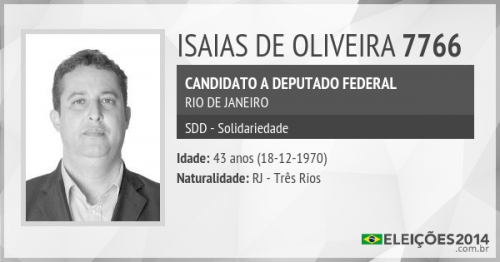 ISAIAS DE OLIVEIRA 7766
CANDIDATO A DEPUTADO FEDERAL
RIO DE JANEIRO
SDD - Solidariedade
Idade: 43 anos (18-12-1970)
Naturalidade: RJ - Três Rios
ELEIÇÕES2014
.com.br